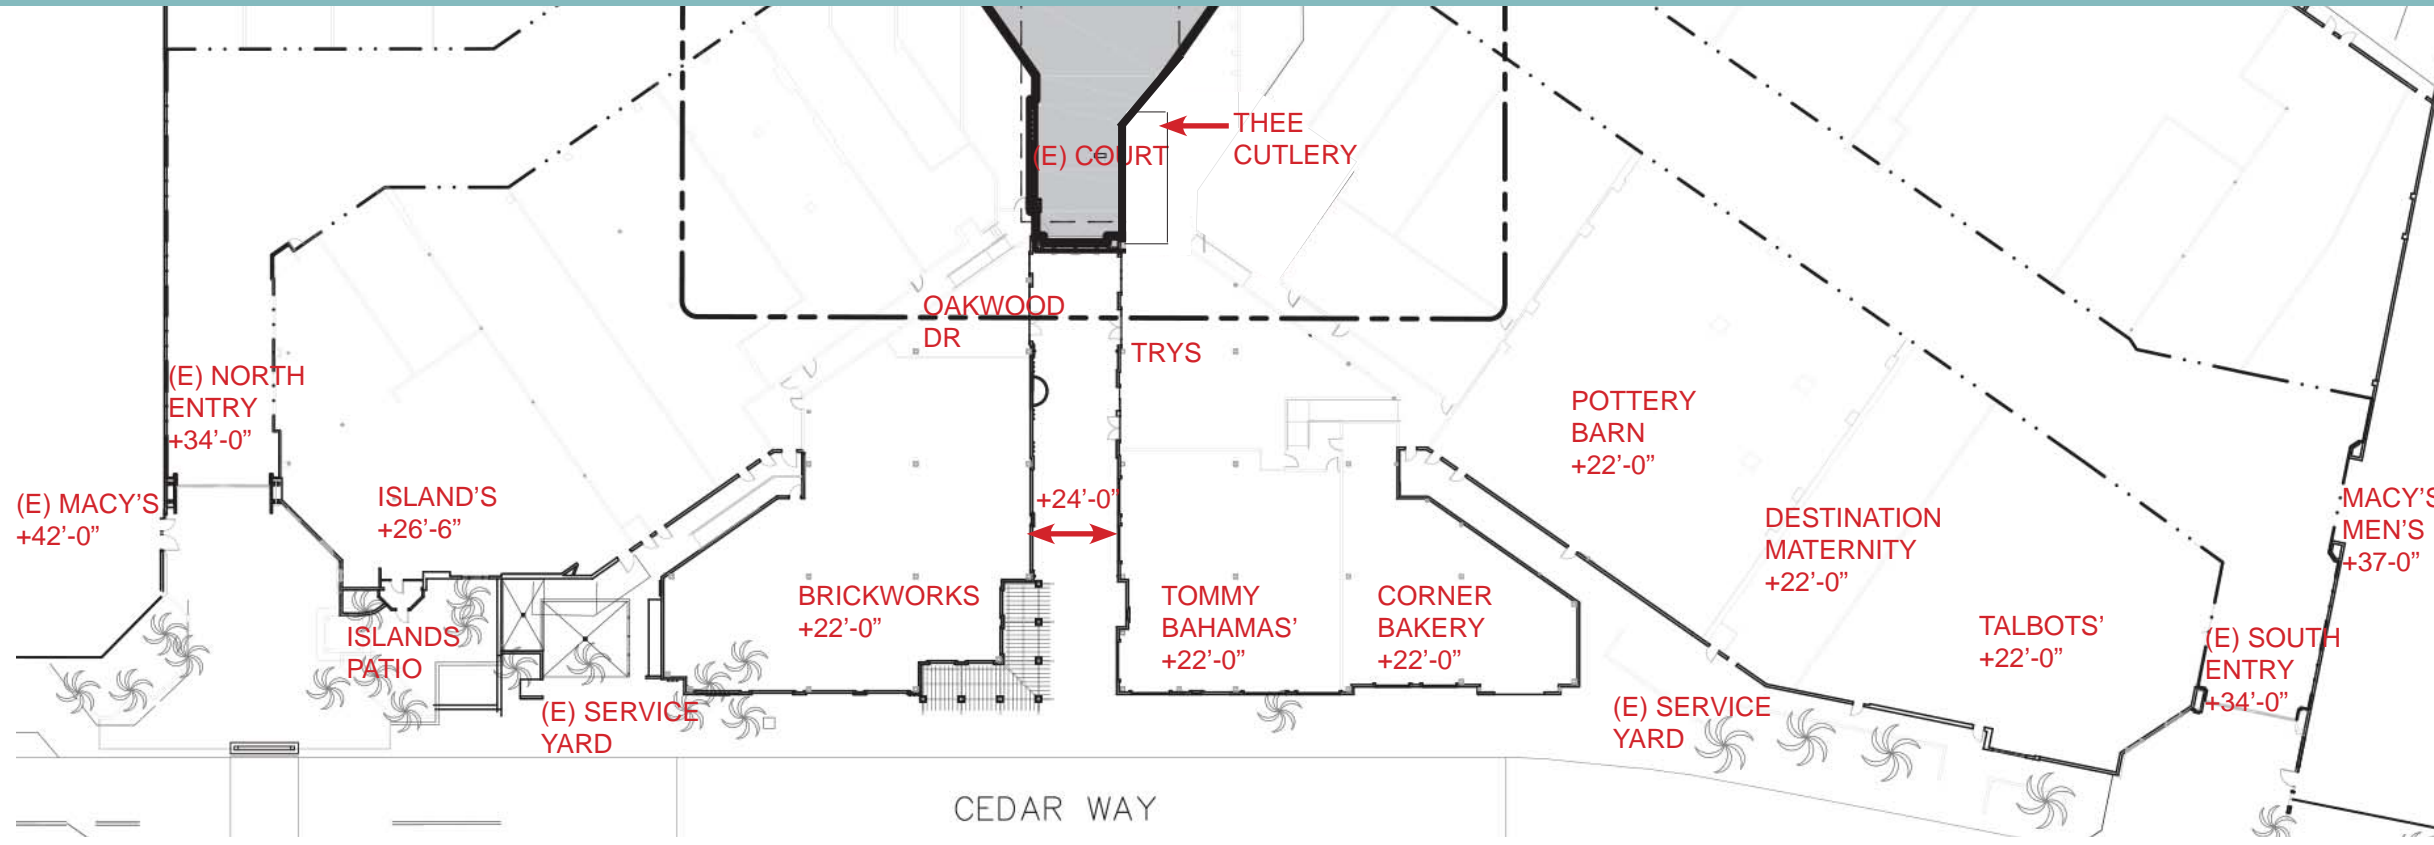 THEE
CUTLERY
(E) COURT
OAKWOOD
DR
TRYS
(E) NORTH
ENTRY
+34’-0”
POTTERY
BARN
+22’-0”
(E) MACY’S
+42’-0”
ISLAND’S
+26’-6”
+24’-0”
DESTINATION
MATERNITY
+22’-0”
MACY’S
MEN’S
+37-0”
BRICKWORKS
+22’-0”
TOMMY
BAHAMAS’
+22’-0”
CORNER
BAKERY
+22’-0”
ISLANDS
PATIO
TALBOTS’
+22’-0”
(E) SOUTH
ENTRY
+34’-0”
(E) SERVICE
YARD
(E) SERVICE
YARD
CEDAR WAY